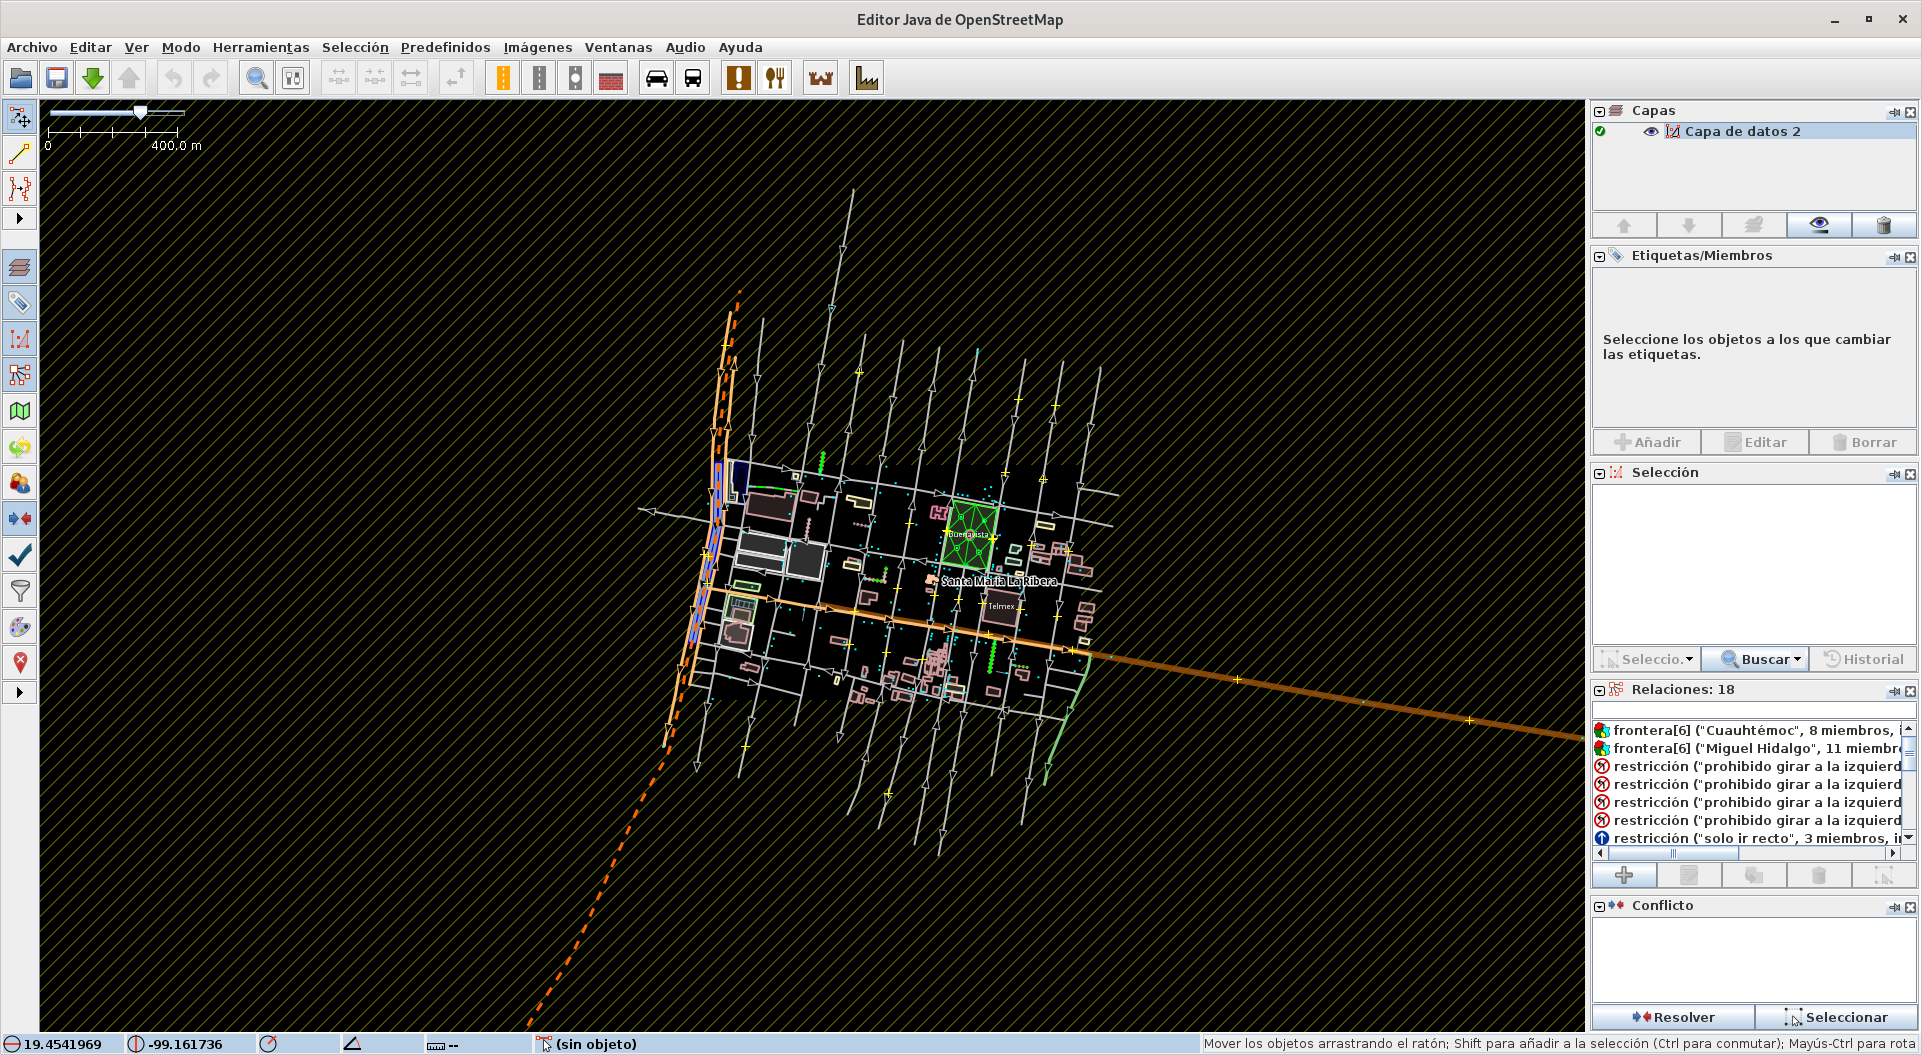 Editor Java de OpenStreetMap
Archivo Editar Ver Modo Herramientas Selección Predefinidos Imágenes Ventanas Audio Ayuda
0 400.0 m
Buenavista
Santa María La Ribera
Telmex
Capas
Capa de datos 2
Etiquetas/Miembros
Seleccione los objetos a los que cambiar
las etiquetas.
Añadir Editar Borrar
Selección
Seleccio. Buscar Historial
Relaciones: 18
frontera[6] ("Cuauhtémoc", 8 miembros, i
frontera[6] ("Miguel Hidalgo", 11 miembr
restricción ("prohibido girar a la izquierd
restricción ("prohibido girar a la izquierd
restricción ("prohibido girar a la izquierd
restricción ("prohibido girar a la izquierd
restricción ("solo ir recto", 3 miembros, i
Conflicto
Resolver Seleccionar
19.4541969 -99.161736 -- (sin objeto) Mover los objetos arrastrando el ratón; Shift para añadir a la selección (Ctrl para conmutar); Mayús-Ctrl para rota